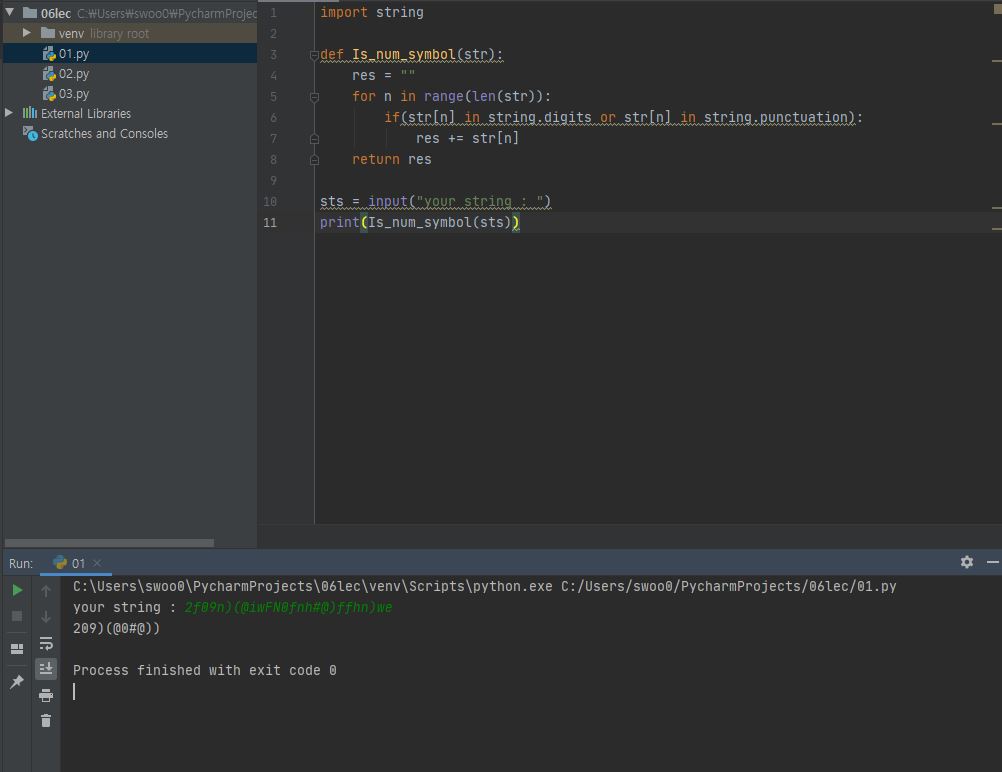 06lec C:₩Users₩swoo0₩PycharmProjec
venv library root
01.py
02.py
03.py
External Libraries
Scratches and Consoles
1 import string
2
3 def Is_num_symbol(str):
4 res = ""
5 for n in range(len(str)):
6 if(str[n] in string.digits or str[n] in string.punctuation):
7 res += str[n]
8 return res
9
10 sts = input("your string : ")
11 print(Is_num_symbol(sts))
Run: 01
C:\Users\swoo0\PycharmProjects\06lec\venv\Scripts\python.exe C:/Users/swoo0/PycharmProjects/06lec/01.py
your string : 2f09n)(@iwFN0fnh#@)ffhn)we
209)(@0#@))
Process finished with exit code 0